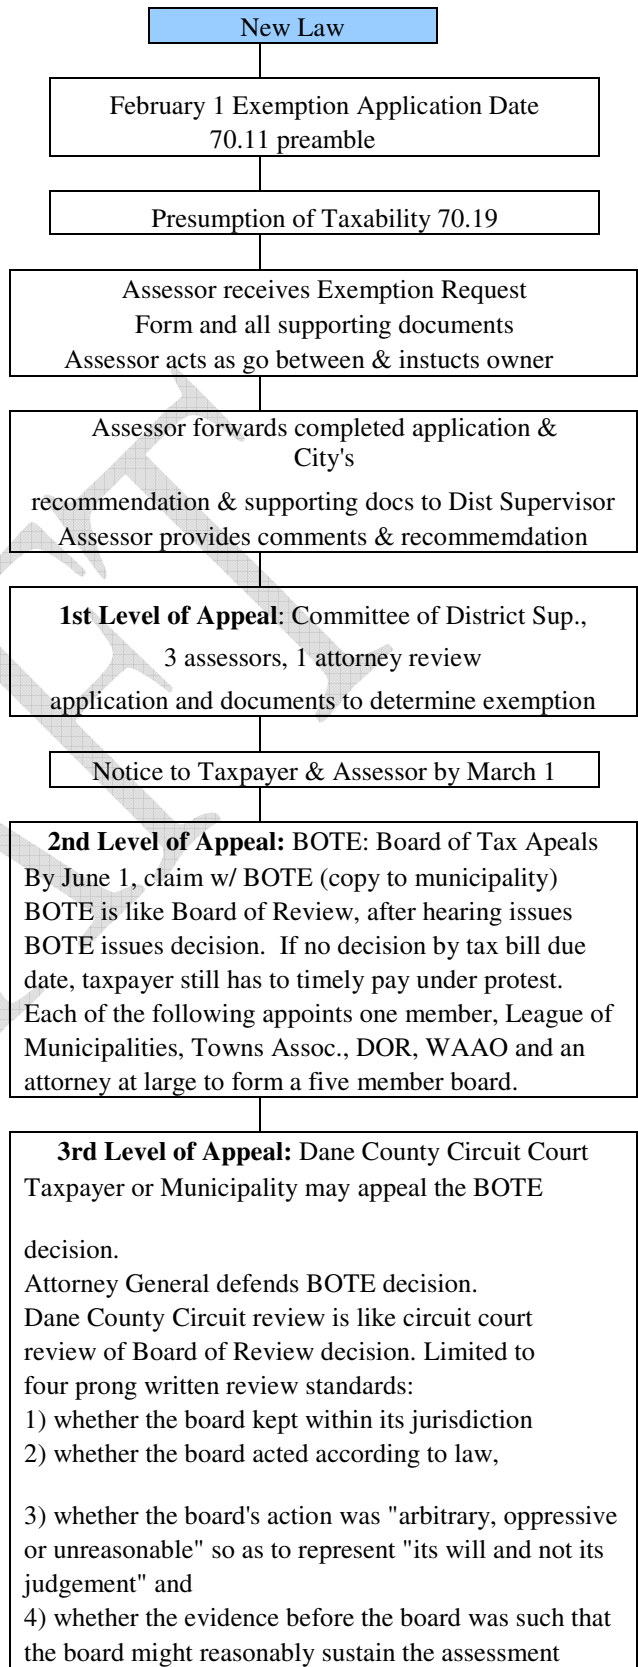 New Law
February 1 Exemption Application Date
70.11 preamble
Presumption of Taxability 70.19
Assessor receives Exemption Request
Form and all supporting documents
Assessor acts as go between & instucts owner
Assessor forwards completed application &
City's
recommendation & supporting docs to Dist Supervisor
Assessor provides comments & recommemdation
1st Level of Appeal: Committee of District Sup.,
3 assessors, 1 attorney review
application and documents to determine exemption
Notice to Taxpayer & Assessor by March 1
2nd Level of Appeal: BOTE: Board of Tax Apeals
By June 1, claim w/ BOTE (copy to municipality)
BOTE is like Board of Review, after hearing issues
BOTE issues decision.  If no decision by tax bill due
date, taxpayer still has to timely pay under protest.
Each of the following appoints one member, League of
Municipalities, Towns Assoc., DOR, WAAO and an
attorney at large to form a five member board.
3rd Level of Appeal: Dane County Circuit Court
Taxpayer or Municipality may appeal the BOTE
decision.
Attorney General defends BOTE decision.
Dane County Circuit review is like circuit court
review of Board of Review decision. Limited to
four prong written review standards:
1) whether the board kept within its jurisdiction
2) whether the board acted according to law,
3) whether the board's action was "arbitrary, oppressive
or unreasonable" so as to represent "its will and not its
judgement" and
4) whether the evidence before the board was such that
the board might reasonably sustain the assessment